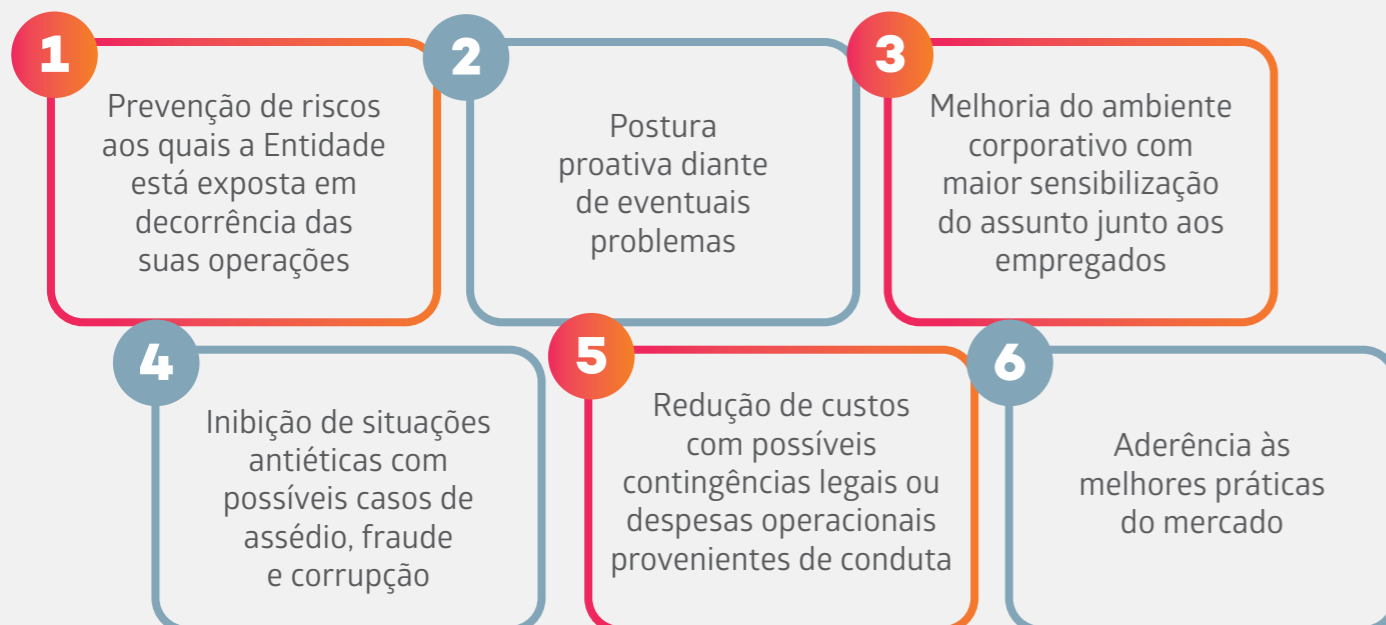 1
Prevenção de riscos
aos quais a Entidade
está exposta em
decorrência das
suas operações
2
Postura
proativa diante
de eventuais
problemas
3
Melhoria do ambiente
corporativo com
maior sensibilização
do assunto junto aos
empregados
4
Inibição de situações
antiéticas com
possíveis casos de
assédio, fraude
e corrupção
5
Redução de custos
com possíveis
contingências legais ou
despesas operacionais
provenientes de conduta
6
Aderência às
melhores práticas
do mercado